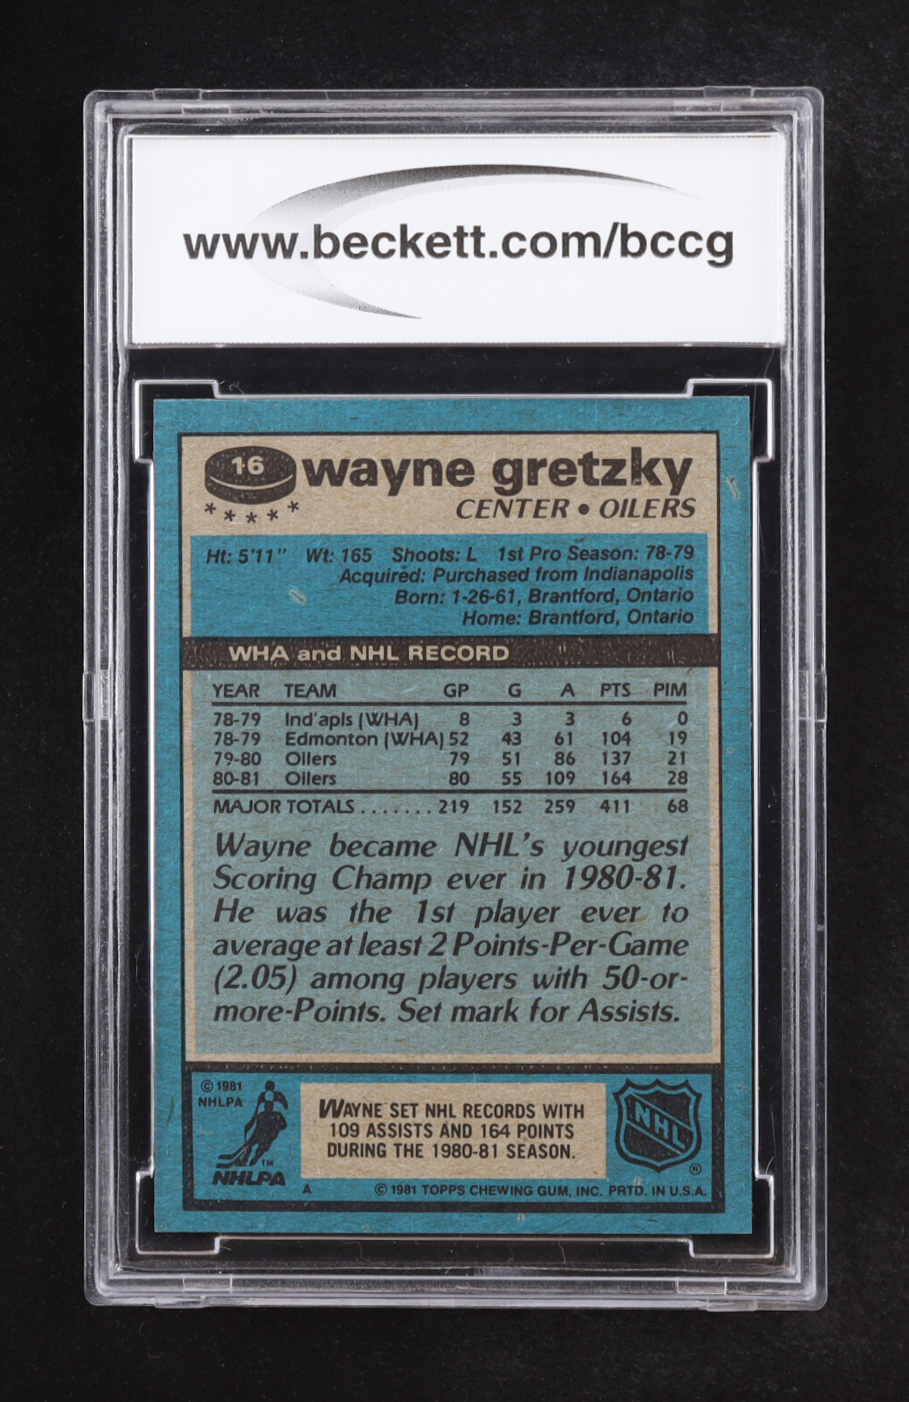 www.beckett.com/bccg
16 wayne gretzky
CENTER • OILERS
Ht: 5'11" Wt: 165 Shoots: L 1st Pro Season: 78-79
Acquired: Purchased from Indianapolis
Born: 1-26-61, Brantford, Ontario
Home: Brantford, Ontario
WHA and NHL RECORD
YEAR TEAM GP G A PTS PIM
78-79 Ind'apls (WHA) 8 3 3 6 0
78-79 Edmonton (WHA) 52 43 61 104 19
79-80 Oilers 79 51 86 137 21
80-81 Oilers 80 55 109 164 28
MAJOR TOTALS....... 219 152 259 411 68
Wayne became NHL's youngest
Scoring Champ ever in 1980-81.
He was the 1st player ever to
average at least 2 Points-Per-Game
(2.05) among players with 50-or-
more-Points. Set mark for Assists.
© 1981
NHLPA
TM
NHLPA
WAYNE SET NHL RECORDS WITH
109 ASSISTS AND 164 POINTS
DURING THE 1980-81 SEASON.
NHL
®
A © 1981 TOPPS CHEWING GUM, INC. PRTD. IN U.S.A.